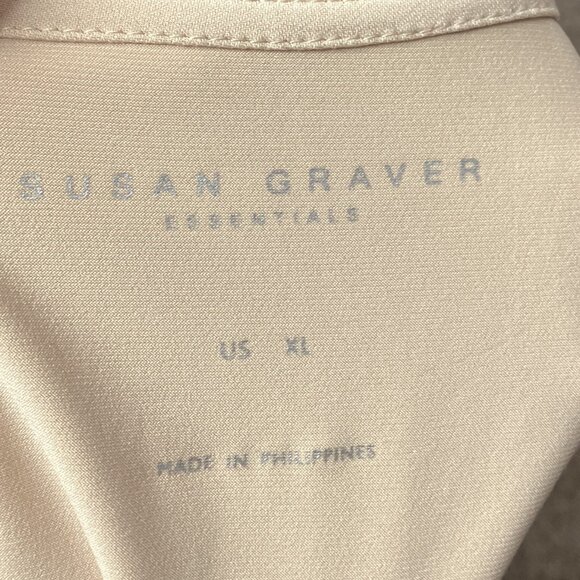 SUSAN GRAVER
ESSENTIALS
US XL
MADE IN PHILIPPINES